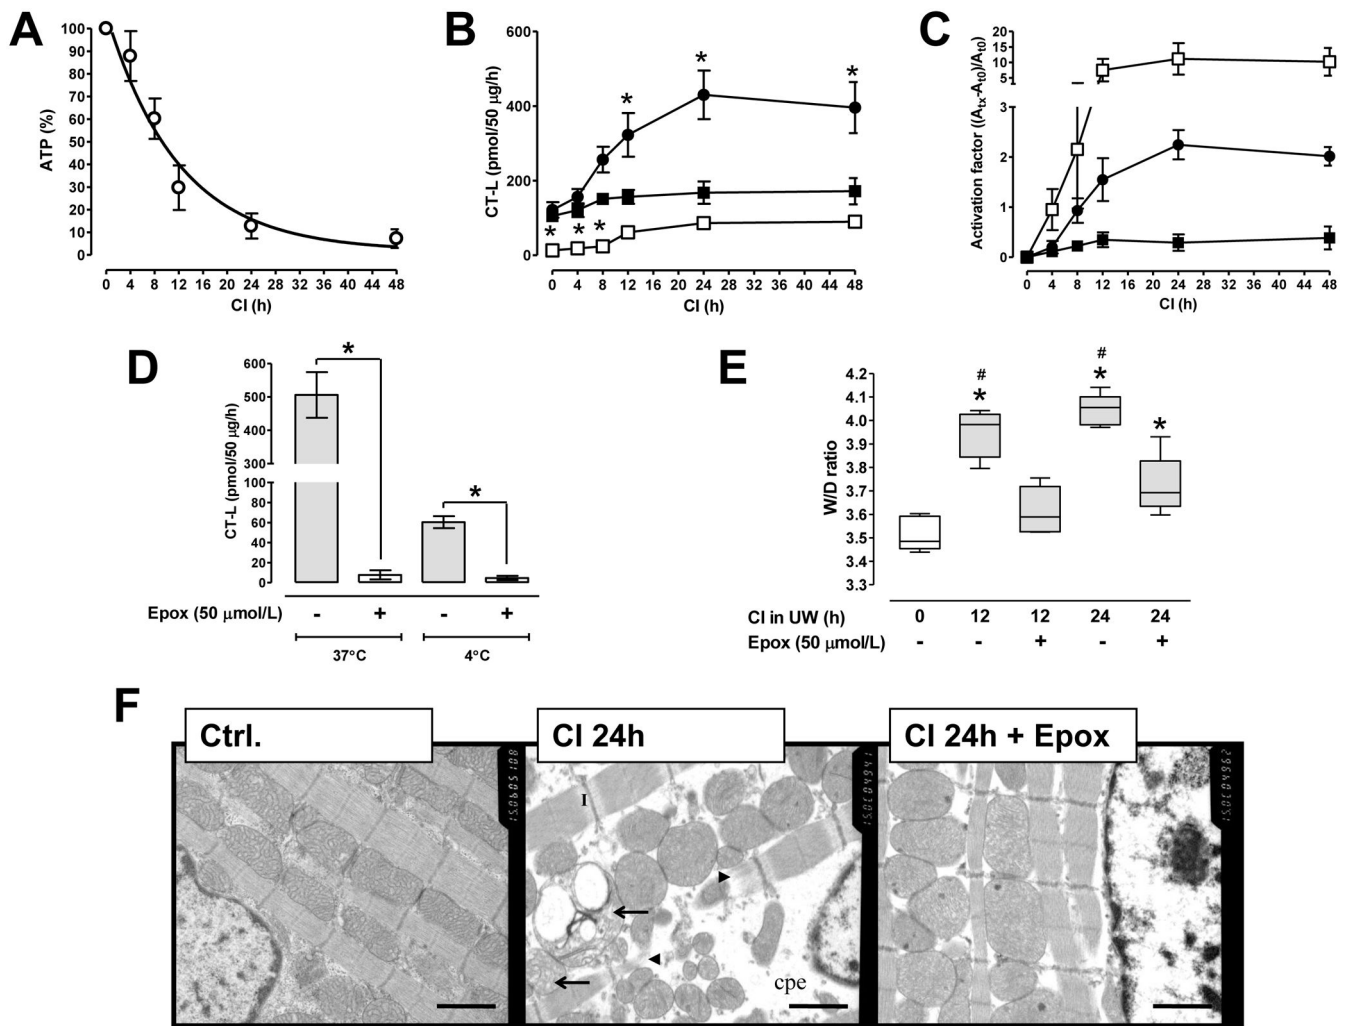 A
ATP (%)
100
90
80
70
60
50
40
30
20
10
0
0 4 8 12 16 20 24 28 32 36 40 44 48
CI (h)
B
CT-L (pmol/50 µg/h)
600
400
200
0
*
*
*
* * *
0 4 8 12 16 20 24 28 32 36 40 44 48
CI (h)
C
Activation factor ((Atx-At0)/At0)
20
15
10
5
3
2
1
0
0 4 8 12 16 20 24 28 32 36 40 44 48
CI (h)
D
CT-L (pmol/50 µg/h)
600
500
400
300
100
80
60
40
20
0
*
*
Epox (50 µmol/L) - + - +
37°C 4°C
E
W/D ratio
4.2
4.1
4.0
3.9
3.8
3.7
3.6
3.5
3.4
3.3
#
*
#
*
*
CI in UW (h) 0 12 12 24 24
Epox (50 µmol/L) - - + - +
F
Ctrl.
CI 24h
CI 24h + Epox
I
cpe